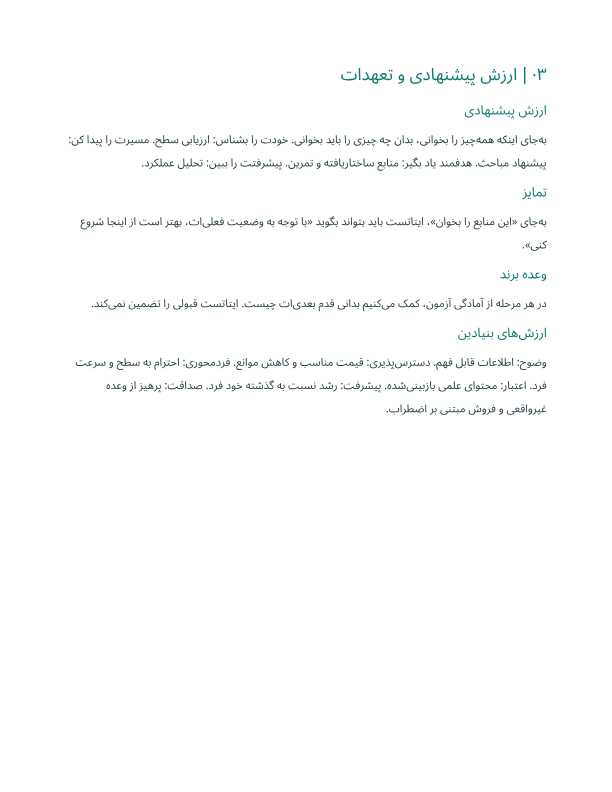 ۰۳ | ارزش پیشنهادی و تعهدات
ارزش پیشنهادی
به‌جای اینکه همه‌چیز را بخوانی، بدان چه چیزی را باید بخوانی. خودت را بشناس: ارزیابی سطح. مسیرت را پیدا کن:
پیشنهاد مباحث. هدفمند یاد بگیر: منابع ساختاریافته و تمرین. پیشرفتت را ببین: تحلیل عملکرد.
تمایز
به‌جای «این منابع را بخوان»، ایتاتست باید بتواند بگوید «با توجه به وضعیت فعلی‌ات، بهتر است از اینجا شروع
کنی».
وعده برند
در هر مرحله از آمادگی آزمون، کمک می‌کنیم بدانی قدم بعدی‌ات چیست. ایتاتست قبولی را تضمین نمی‌کند.
ارزش‌های بنیادین
وضوح: اطلاعات قابل فهم. دسترس‌پذیری: قیمت مناسب و کاهش موانع. فردمحوری: احترام به سطح و سرعت
فرد. اعتبار: محتوای علمی بازبینی‌شده. پیشرفت: رشد نسبت به گذشته خود فرد. صداقت: پرهیز از وعده
غیرواقعی و فروش مبتنی بر اضطراب.